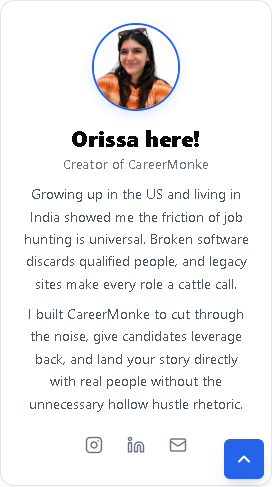 Orissa here!
Creator of CareerMonke
Growing up in the US and living in
India showed me the friction of job
hunting is universal. Broken software
discards qualified people, and legacy
sites make every role a cattle call.
I built CareerMonke to cut through
the noise, give candidates leverage
back, and land your story directly
with real people without the
unnecessary hollow hustle rhetoric.